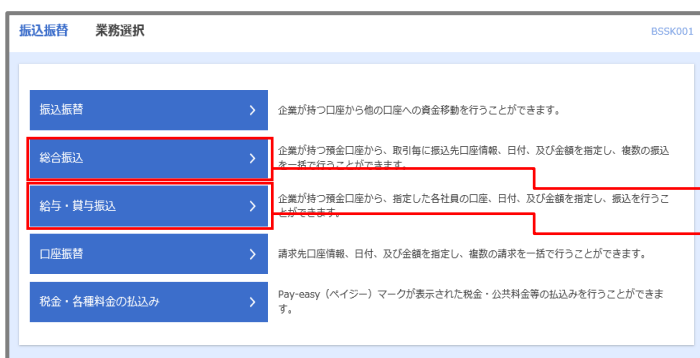 振込振替 業務選択 BSSK001
振込振替 企業が持つ口座から他の口座への資金移動を行うことができます。
総合振込 企業が持つ預金口座から、取引毎に振込先口座情報、日付、及び金額を指定し、複数の振込
を一括で行うことができます。
給与・賞与振込 企業が持つ預金口座から、指定した各社員の口座、日付、及び金額を指定し、振込を行うこ
とができます。
口座振替 請求先口座情報、日付、及び金額を指定し、複数の請求を一括で行うことができます。
税金・各種料金の払込み Pay-easy（ペイジー）マークが表示された税金・公共料金等の払込みを行うことができま
す。